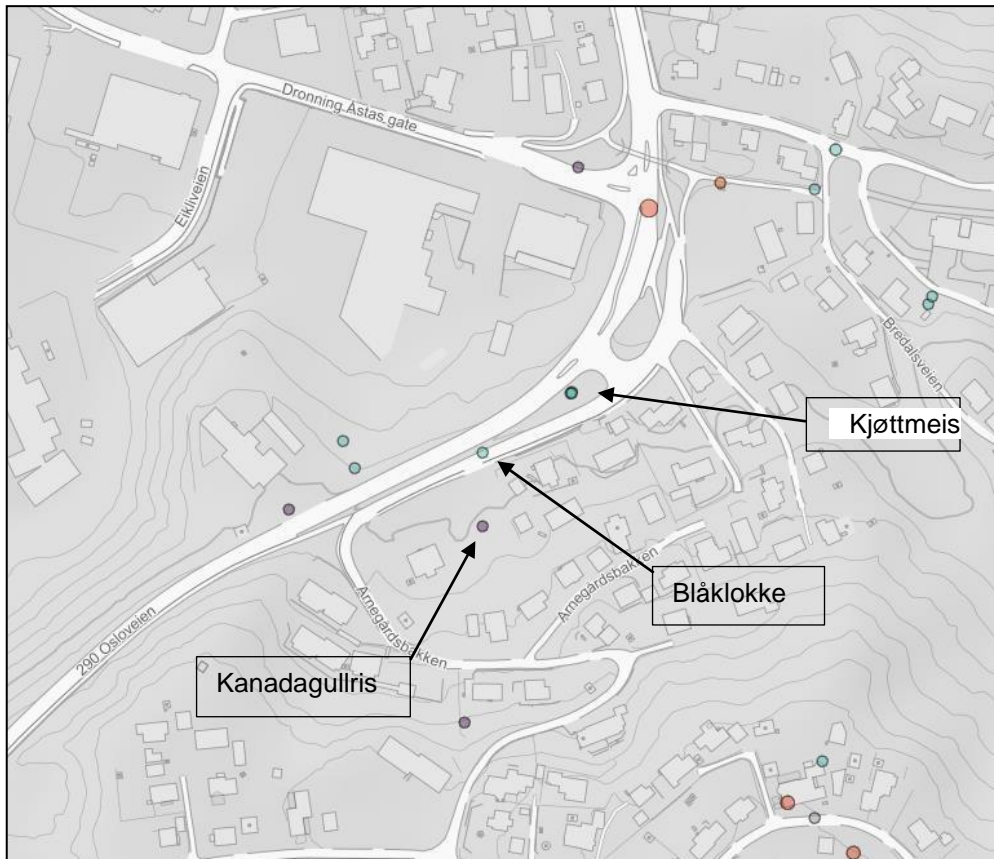 Dronning Åstas gate
Eikliveien
Bredalsveien
Kjøttmeis
Blåklokke
Arnegårdsbakken
290 Osloveien
Arnegårdsbakken
Kanadagullris